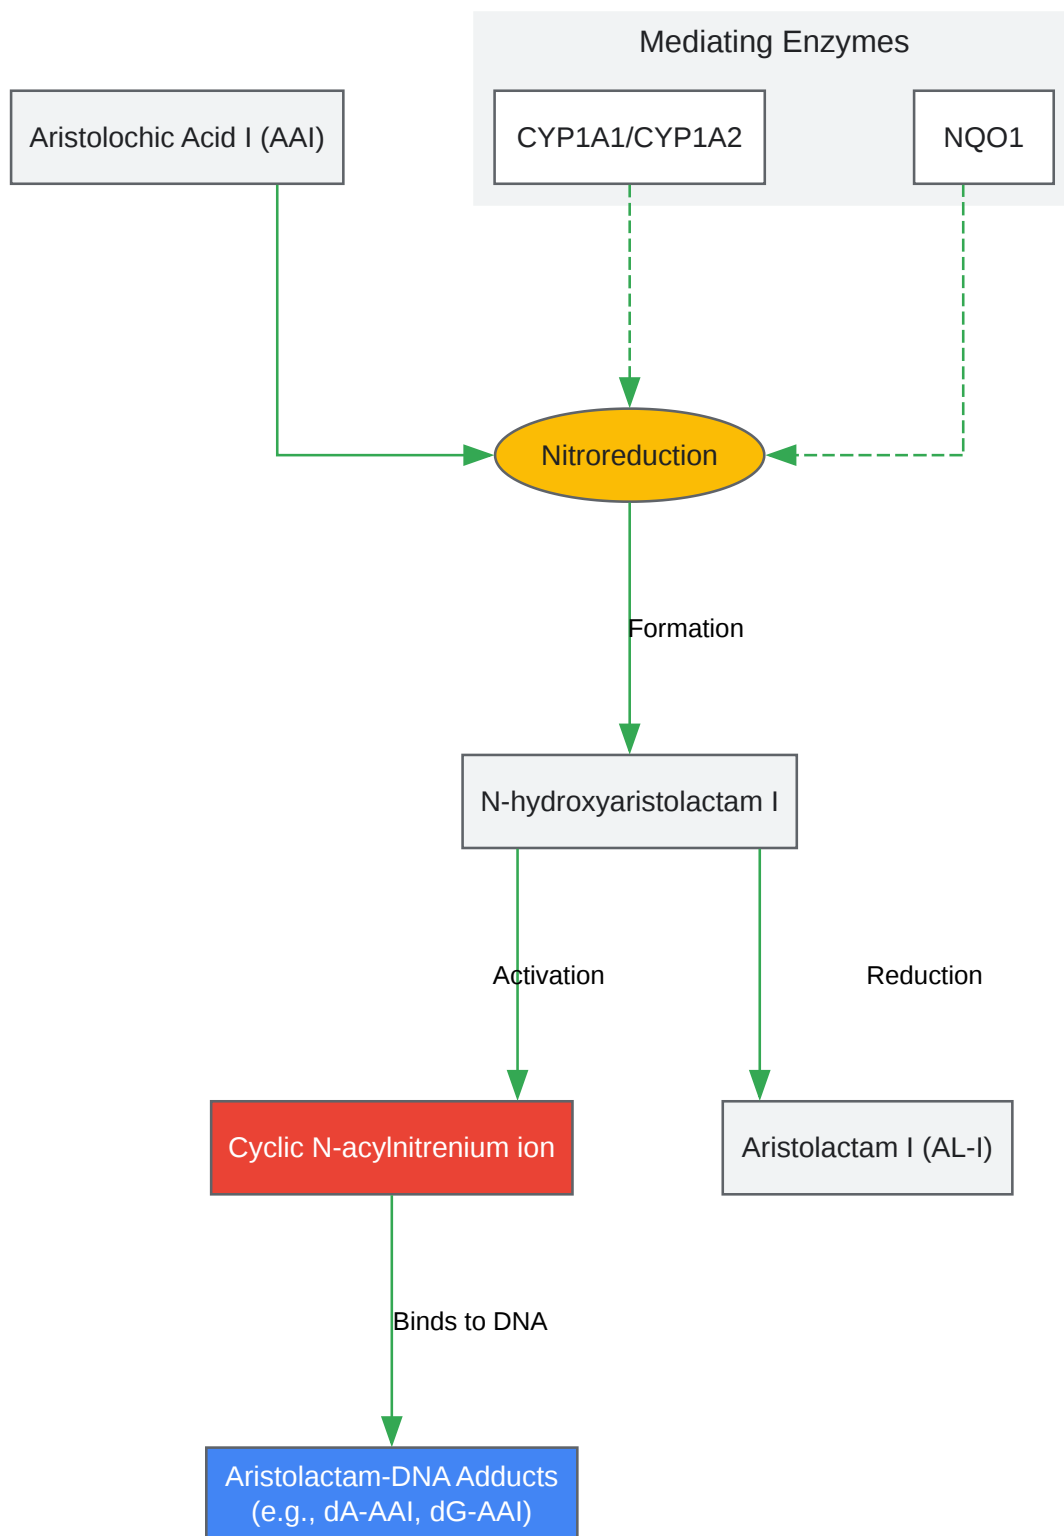 Mediating Enzymes
Aristolochic Acid I (AAI)
CYP1A1/CYP1A2
NQO1
Nitroreduction
Formation
N-hydroxyaristolactam I
Activation
Reduction
Cyclic N-acylnitrenium ion
Aristolactam I (AL-I)
Binds to DNA
Aristolactam-DNA Adducts
(e.g., dA-AAI, dG-AAI)